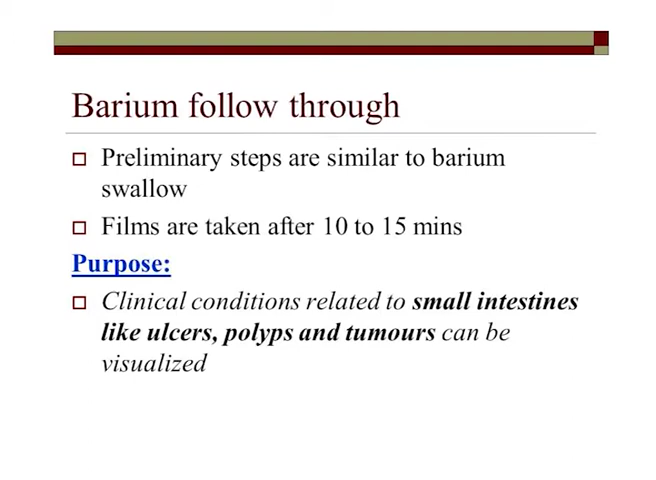 Barium follow through
Preliminary steps are similar to barium
swallow
Films are taken after 10 to 15 mins
Purpose:
Clinical conditions related to small intestines
like ulcers, polyps and tumours can be
visualized